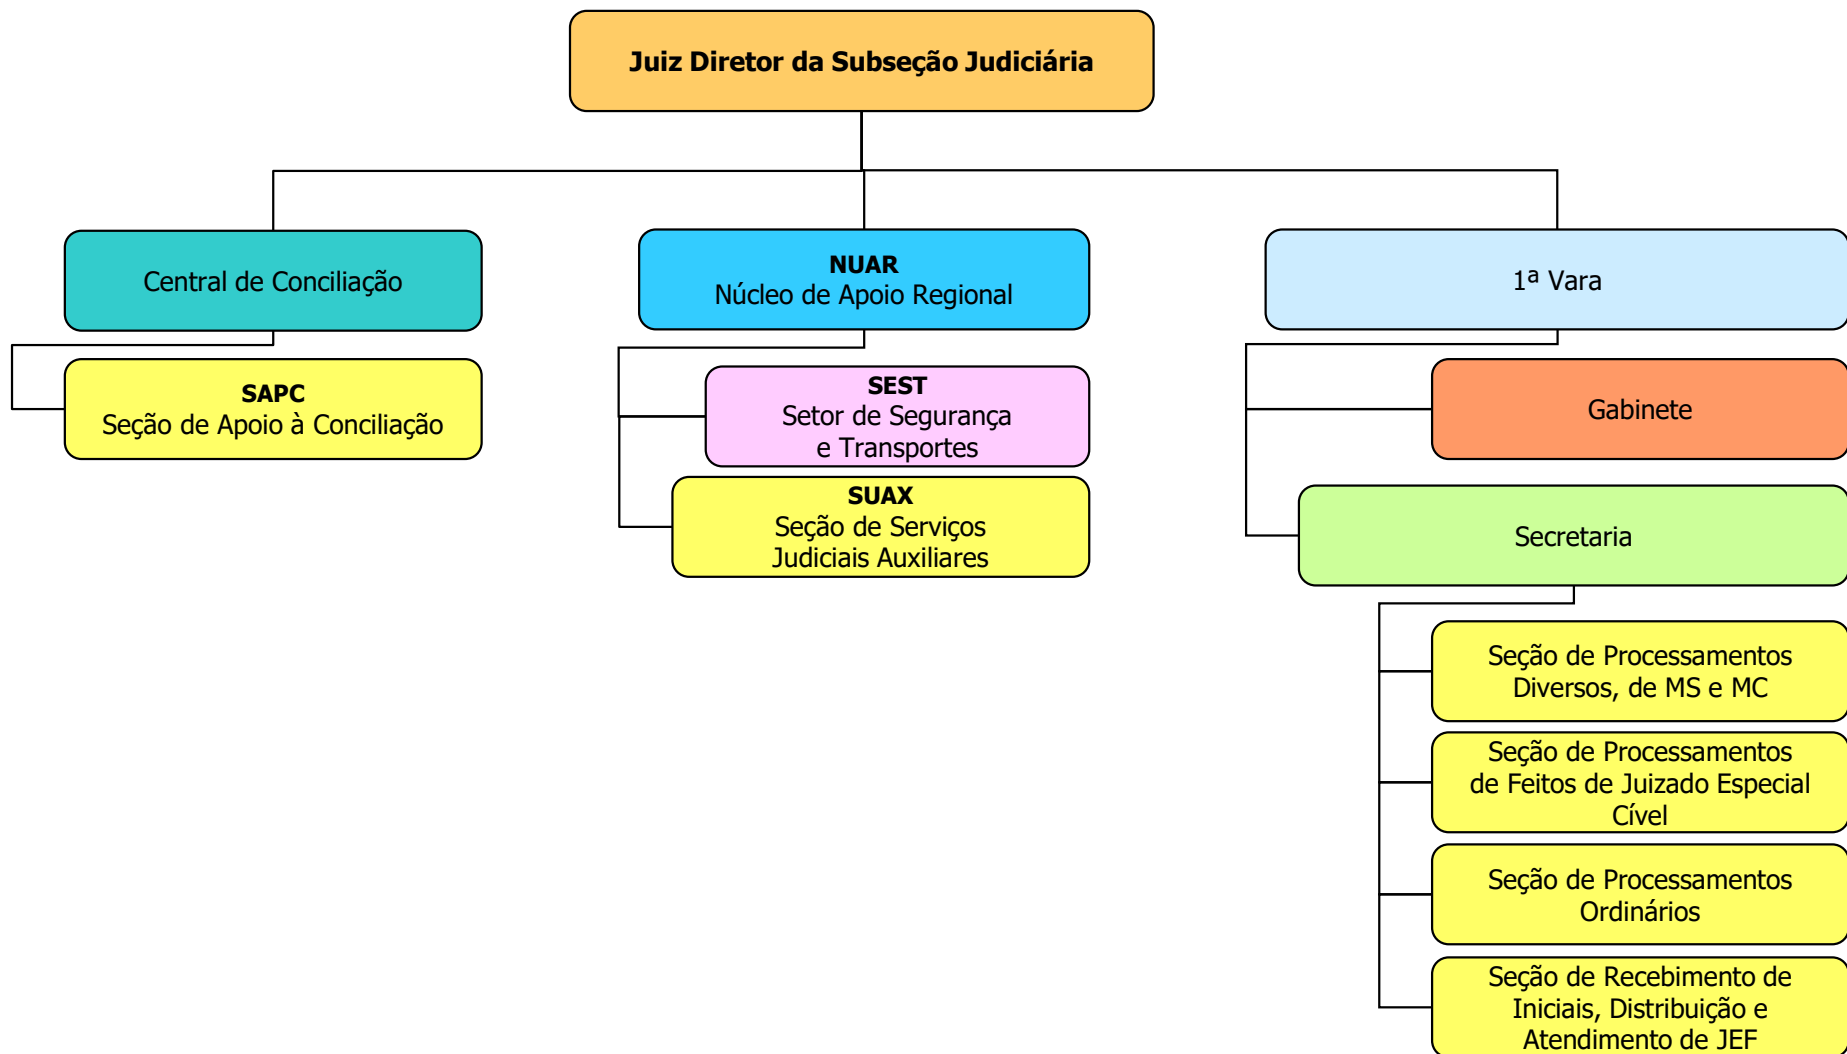 Juiz Diretor da Subseção Judiciária
Central de Conciliação
SAPC
Seção de Apoio à Conciliação
NUAR
Núcleo de Apoio Regional
SEST
Setor de Segurança
e Transportes
SUAX
Seção de Serviços
Judiciais Auxiliares
1ª Vara
Gabinete
Secretaria
Seção de Processamentos
Diversos, de MS e MC
Seção de Processamentos
de Feitos de Juizado Especial
Cível
Seção de Processamentos
Ordinários
Seção de Recebimento de
Iniciais, Distribuição e
Atendimento de JEF